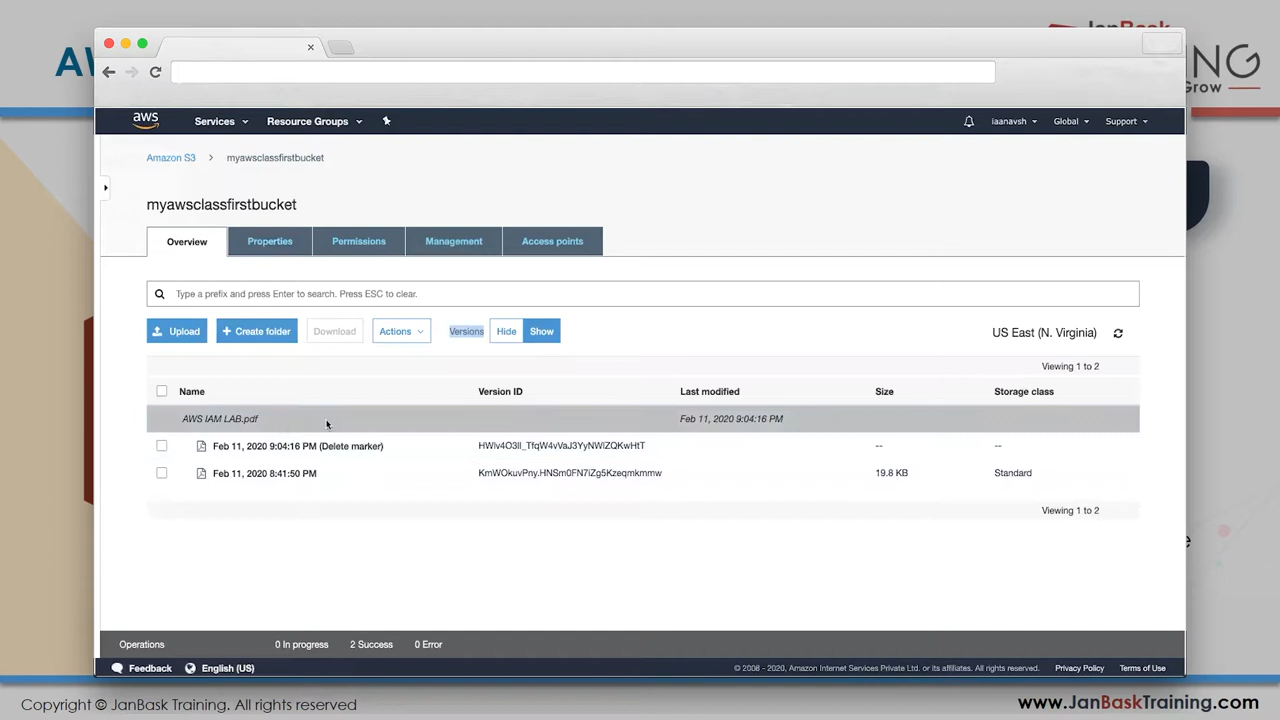 AW
JanBask
NING
Grow
aws
Services
Resource Groups
iaanavsh
Global
Support
Amazon S3 > myawsclassfirstbucket
myawsclassfirstbucket
Overview
Properties
Permissions
Management
Access points
Type a prefix and press Enter to search. Press ESC to clear.
Upload
+ Create folder
Download
Actions
Versions
Hide
Show
US East (N. Virginia)
Viewing 1 to 2
Name
Version ID
Last modified
Size
Storage class
AWS IAM LAB.pdf
Feb 11, 2020 9:04:16 PM
Feb 11, 2020 9:04:16 PM (Delete marker)
-- --
Feb 11, 2020 8:41:50 PM
19.8 KB
Standard
Viewing 1 to 2
Operations
0 In progress
2 Success
0 Error
Feedback
English (US)
© 2008 - 2020, Amazon Internet Services Private Ltd. or its affiliates. All rights reserved.
Privacy Policy
Terms of Use
Copyright © JanBask Training. All rights reserved
www.JanBaskTraining.com